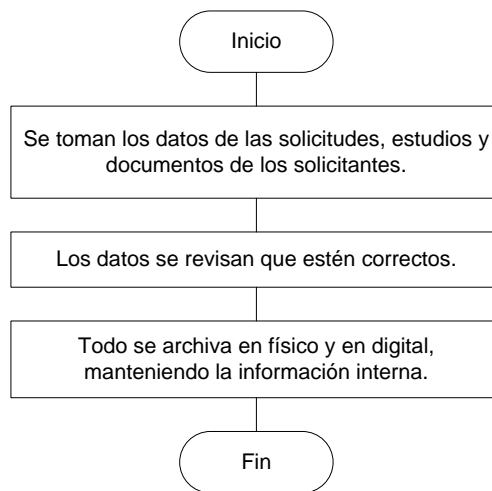 Inicio
Se toman los datos de las solicitudes, estudios y
documentos de los solicitantes.
Los datos se revisan que estén correctos.
Todo se archiva en físico y en digital,
manteniendo la información interna.
Fin